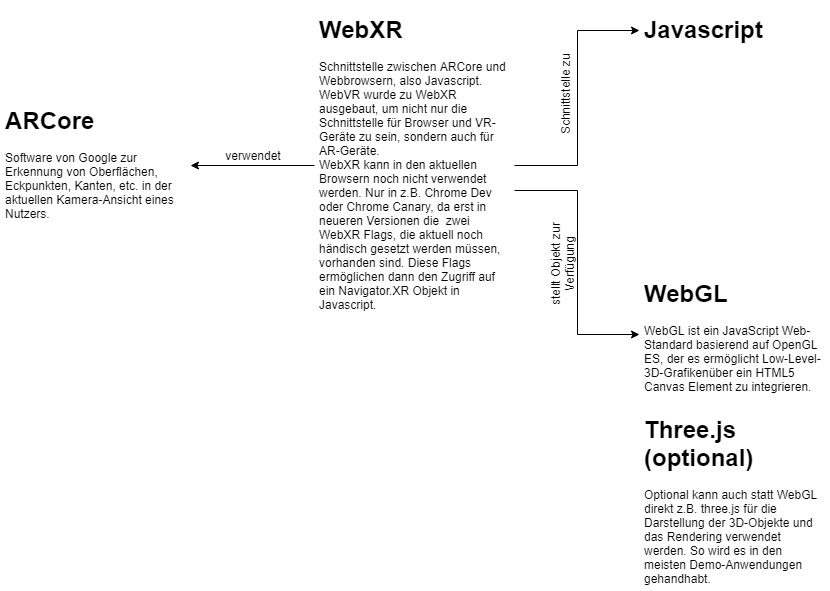 WebXR
Schnittstelle zwischen ARCore und
Webbrowsern, also Javascript.
WebVR wurde zu WebXR
ausgebaut, um nicht nur die
Schnittstelle für Browser und VR-
Geräte zu sein, sondern auch für
AR-Geräte.
WebXR kann in den aktuellen
Browsern noch nicht verwendet
werden. Nur in z.B. Chrome Dev
oder Chrome Canary, da erst in
neueren Versionen die  zwei
WebXR Flags, die aktuell noch
händisch gesetzt werden müssen,
vorhanden sind. Diese Flags
ermöglichen dann den Zugriff auf
ein Navigator.XR Objekt in
Javascript.
verwendet
ARCore
Software von Google zur
Erkennung von Oberflächen,
Eckpunkten, Kanten, etc. in der
aktuellen Kamera-Ansicht eines
Nutzers.
Schnittstelle zu
Javascript
stellt Objekt zur
Verfügung
WebGL
WebGL ist ein JavaScript Web-
Standard basierend auf OpenGL
ES, der es ermöglicht Low-Level-
3D-Grafikenüber ein HTML5
Canvas Element zu integrieren.
Three.js
(optional)
Optional kann auch statt WebGL
direkt z.B. three.js für die
Darstellung der 3D-Objekte und
das Rendering verwendet
werden. So wird es in den
meisten Demo-Anwendungen
gehandhabt.